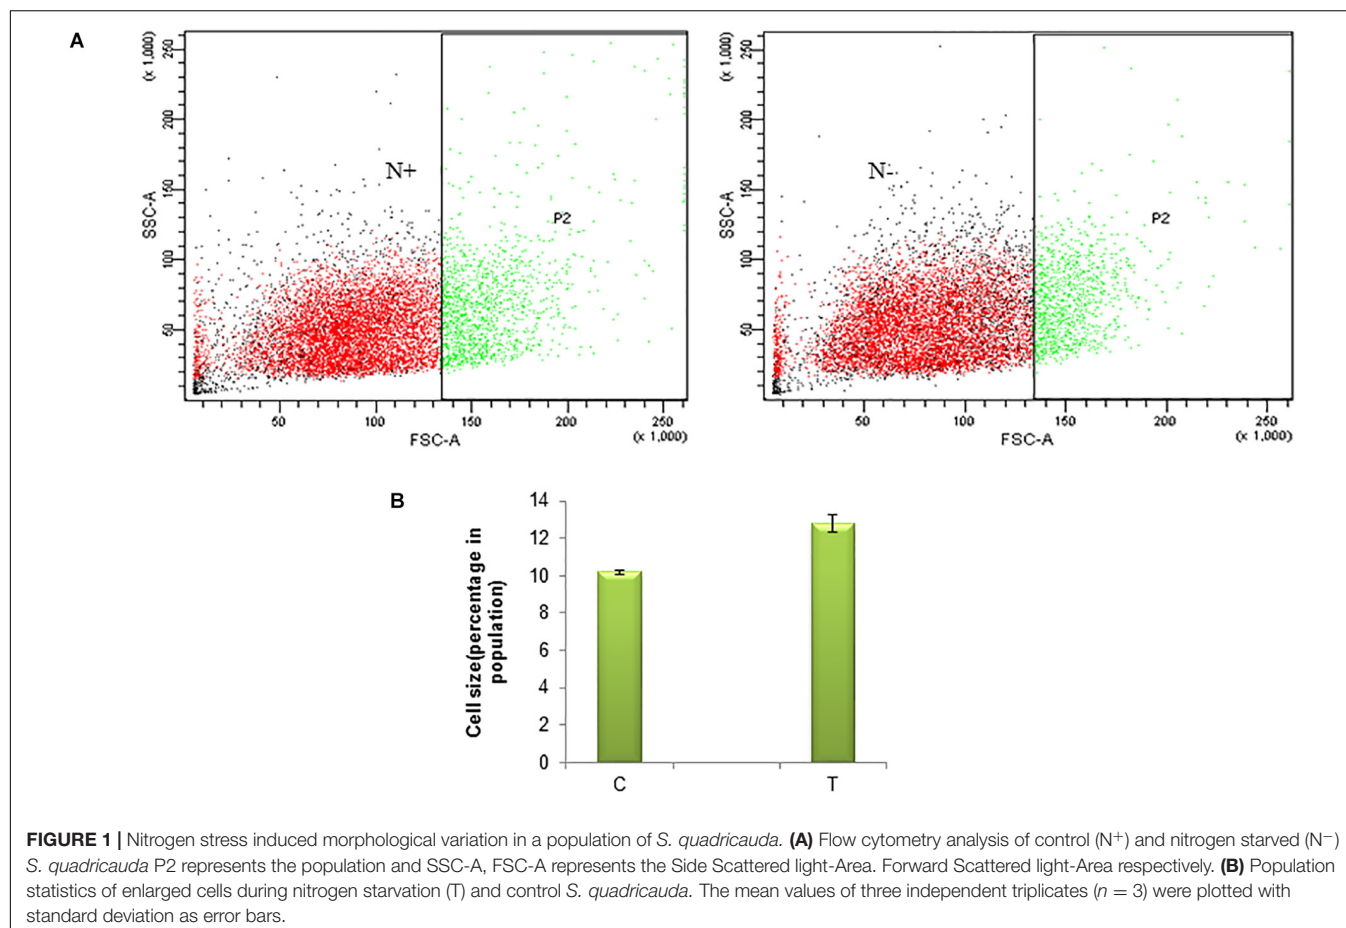 A
(x 1,000)
250
200
150
100
50
SSC-A
N+
P2
50
100
150
200
250
FSC-A
(x 1,000)
(x 1,000)
250
200
150
100
50
SSC-A
N-
P2
50
100
150
200
250
FSC-A
(x 1,000)
B
Cell size(percentage in
population)
14
12
10
8
6
4
2
0
C
T
FIGURE 1 | Nitrogen stress induced morphological variation in a population of S. quadricauda. (A) Flow cytometry analysis of control (N+) and nitrogen starved (N−)
S. quadricauda P2 represents the population and SSC-A, FSC-A represents the Side Scattered light-Area. Forward Scattered light-Area respectively. (B) Population
statistics of enlarged cells during nitrogen starvation (T) and control S. quadricauda. The mean values of three independent triplicates (n = 3) were plotted with
standard deviation as error bars.